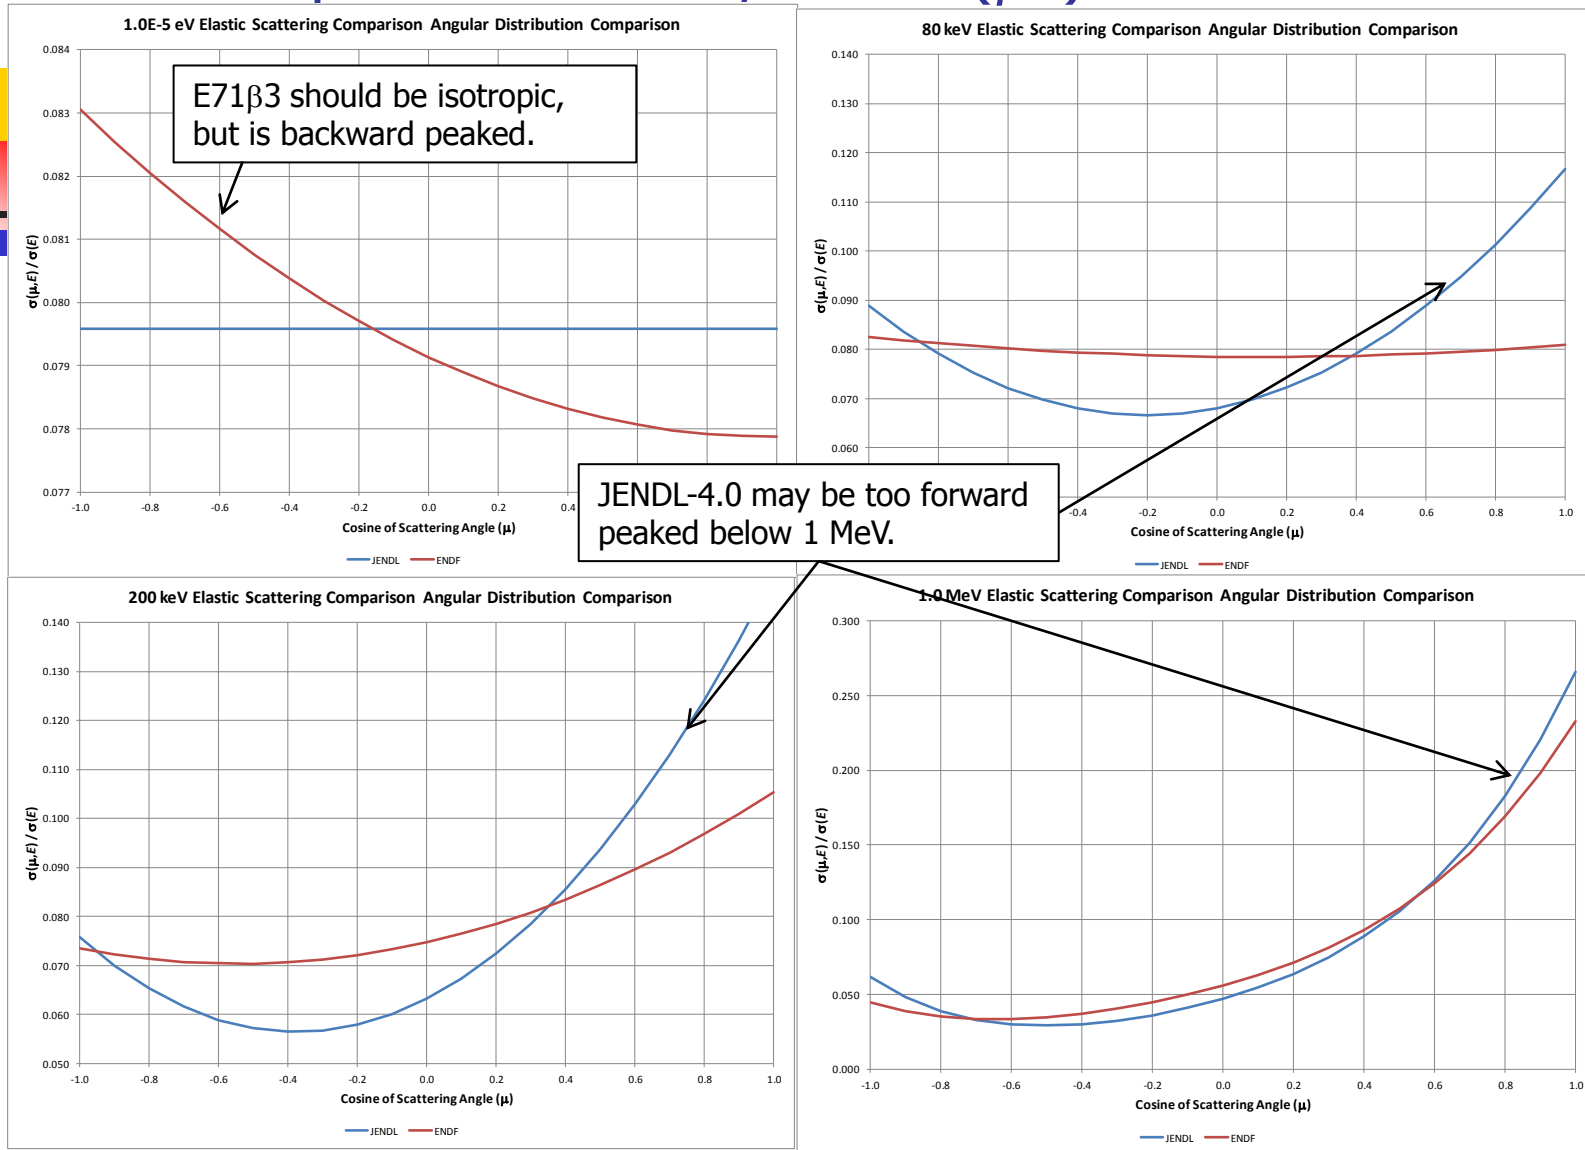 1.0E-5 eV Elastic Scattering Comparison Angular Distribution Comparison
0.084
0.083
0.082
0.081
0.080
0.079
0.078
0.077
σ(μ,E) / σ(E)
E71β3 should be isotropic,
but is backward peaked.
-1.0 -0.8 -0.6 -0.4 -0.2 0.0 0.2 0.4
Cosine of Scattering Angle (μ)
JENDL ENDF
80 keV Elastic Scattering Comparison Angular Distribution Comparison
0.140
0.130
0.120
0.110
0.100
0.090
0.080
0.070
0.060
σ(μ,E) / σ(E)
-0.4 -0.2 0.0 0.2 0.4 0.6 0.8 1.0
Cosine of Scattering Angle (μ)
JENDL ENDF
JENDL-4.0 may be too forward
peaked below 1 MeV.
200 keV Elastic Scattering Comparison Angular Distribution Comparison
0.140
0.130
0.120
0.110
0.100
0.090
0.080
0.070
0.060
0.050
σ(μ,E) / σ(E)
-1.0 -0.8 -0.6 -0.4 -0.2 0.0 0.2 0.4 0.6 0.8 1.0
Cosine of Scattering Angle (μ)
JENDL ENDF
1.0 MeV Elastic Scattering Comparison Angular Distribution Comparison
0.300
0.250
0.200
0.150
0.100
0.050
0.000
σ(μ,E) / σ(E)
-1.0 -0.8 -0.6 -0.4 -0.2 0.0 0.2 0.4 0.6 0.8 1.0
Cosine of Scattering Angle (μ)
JENDL ENDF